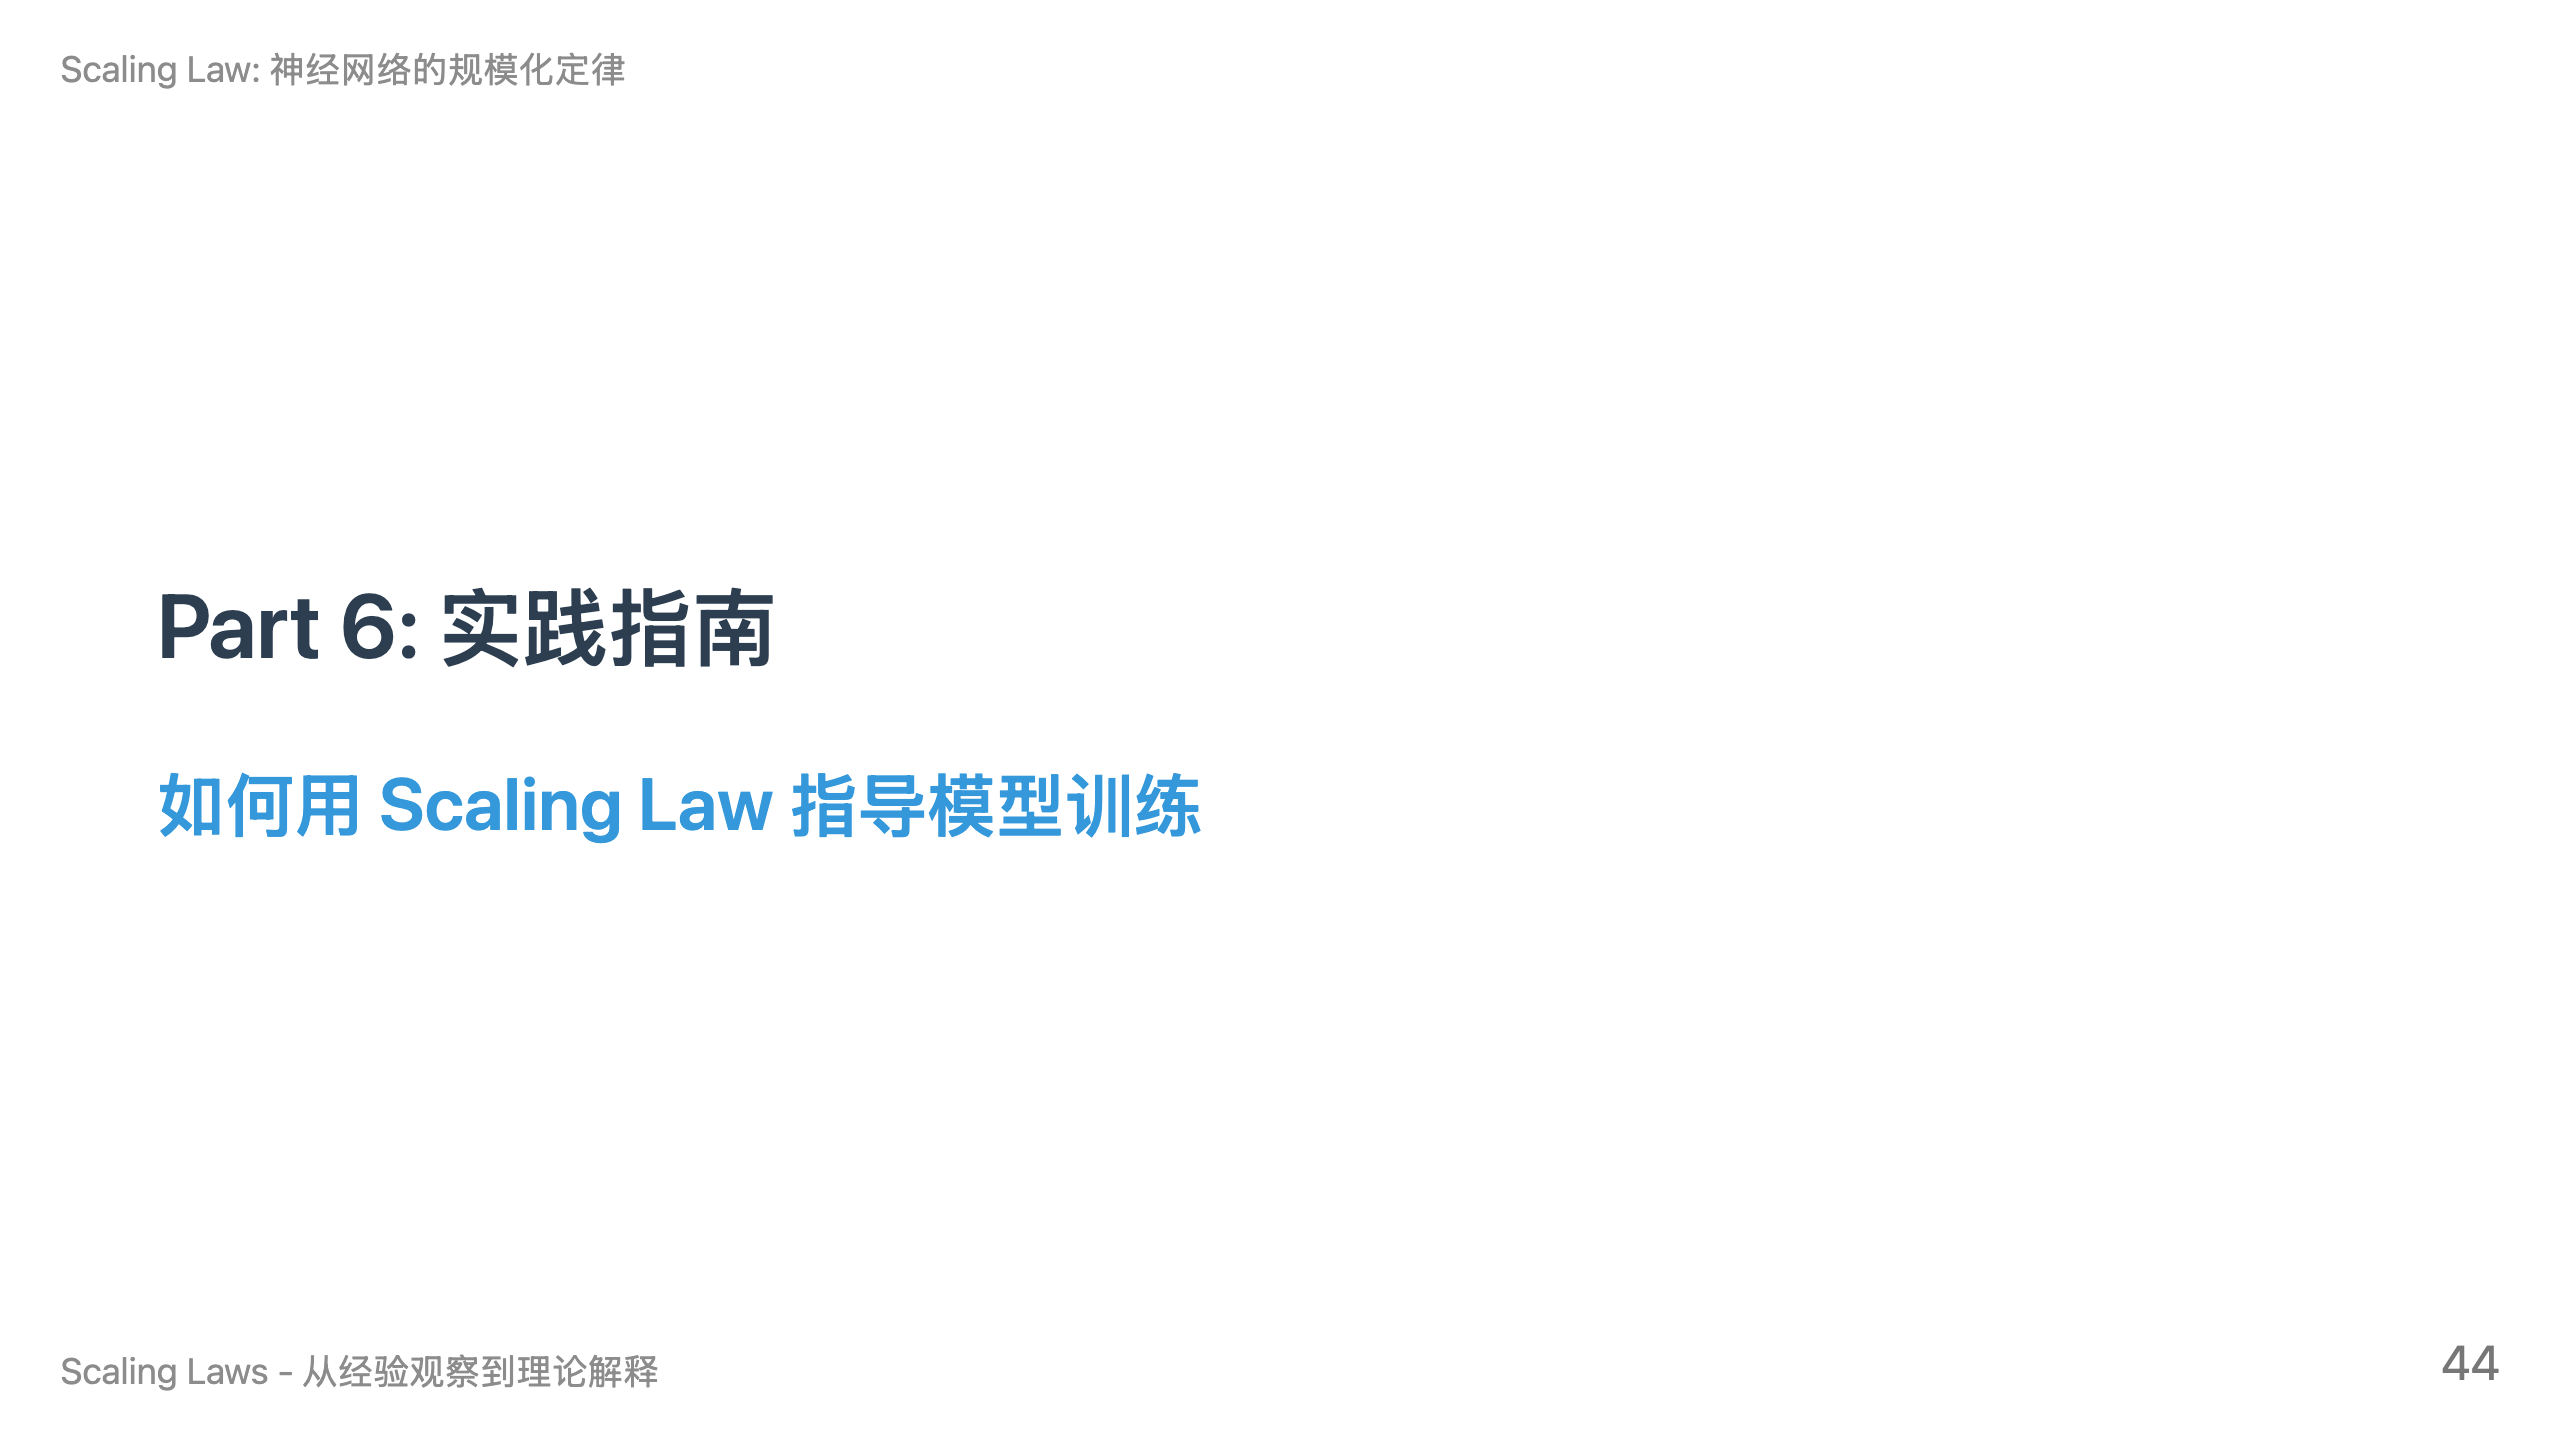 Scaling Law: 神经网络的规模化定律
Part 6: 实践指南
如何用 Scaling Law 指导模型训练
Scaling Laws - 从经验观察到理论解释
44